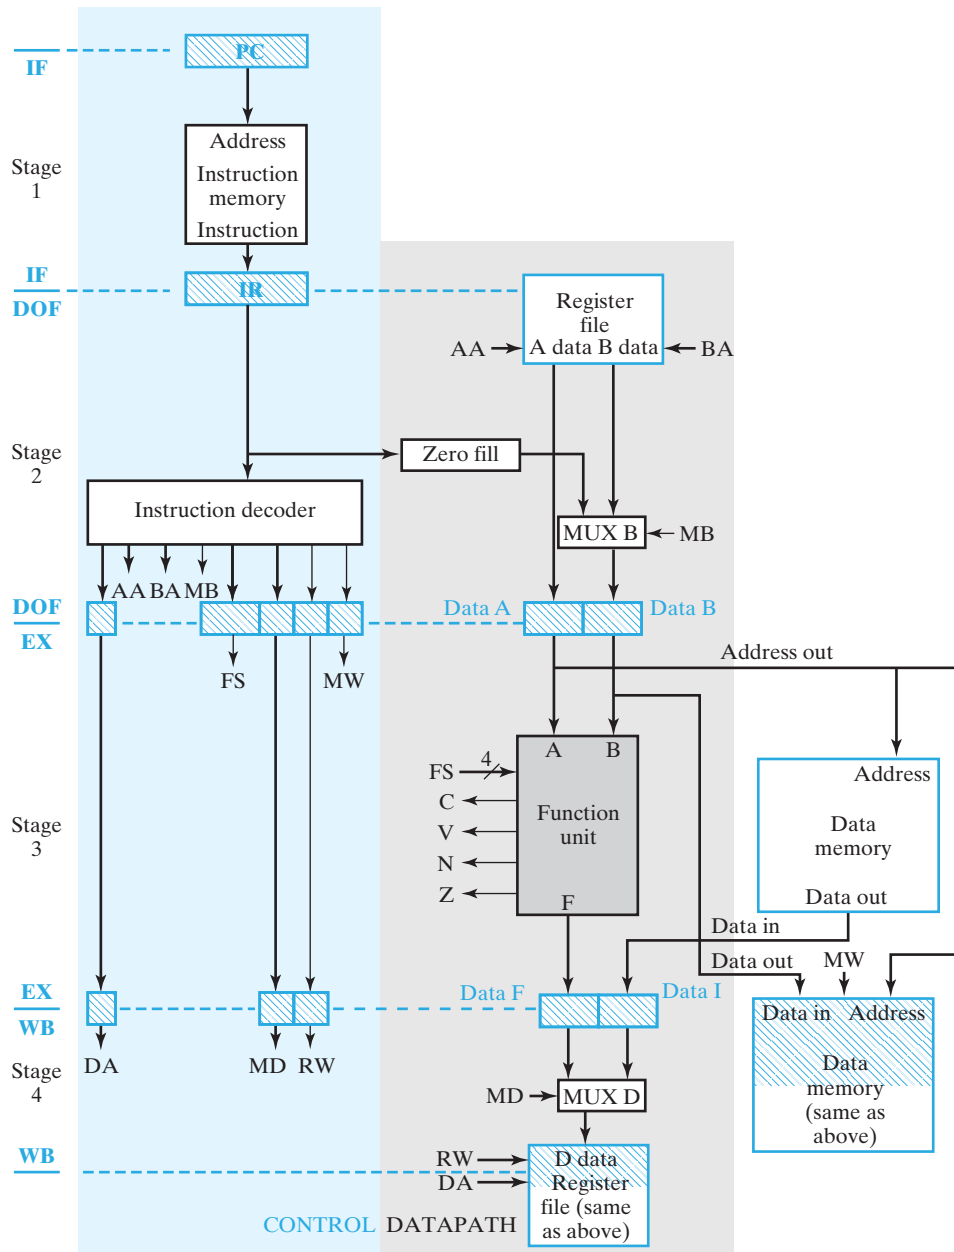 PC
IF
Address
Instruction
memory
Instruction
Stage
1
IF
DOF
IR
Register
file
A data B data
AA
BA
Stage
2
Zero fill
Instruction decoder
MUX B
MB
AA BA MB
DOF
EX
Data A
Data B
FS
MW
Address out
A
B
FS
4
C
V
N
Z
Function
unit
F
Stage
3
Address
Data
memory
Data out
Data in
Data out
MW
EX
WB
Data F
Data I
Data in Address
Data
memory
(same as
above)
DA
MD RW
Stage
4
MD
MUX D
WB
RW
DA
D data
Register
file (same
as above)
CONTROL DATAPATH